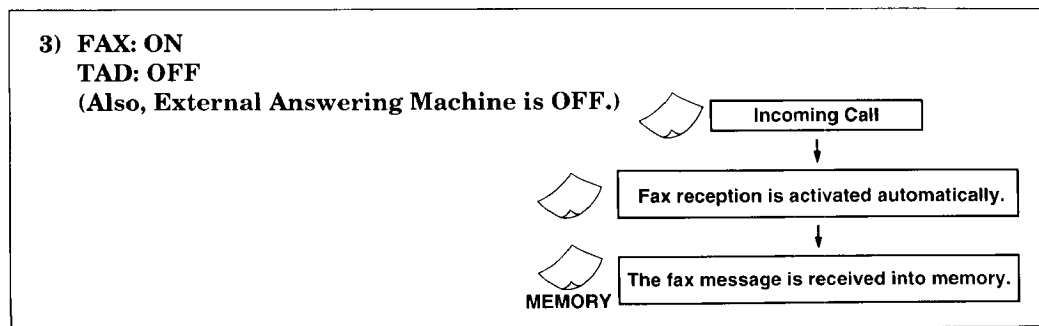 3) FAX: ON
TAD: OFF
(Also, External Answering Machine is OFF.)
Incoming Call
Fax reception is activated automatically.
The fax message is received into memory.
MEMORY